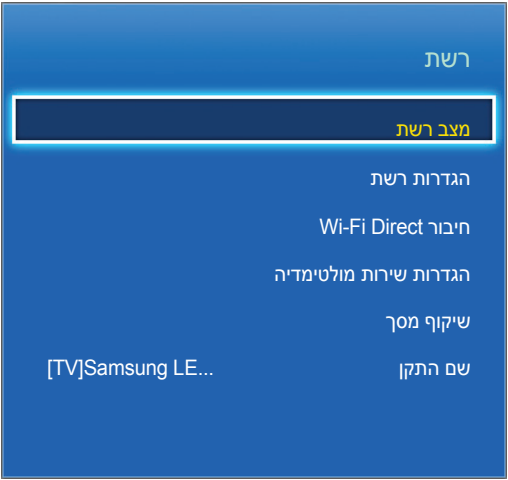 רשת
מצב רשת
הגדרות רשת
חיבור Wi-Fi Direct
הגדרות שירות מולטימדיה
שיקוף מסך
שם התקן [TV]Samsung LE...